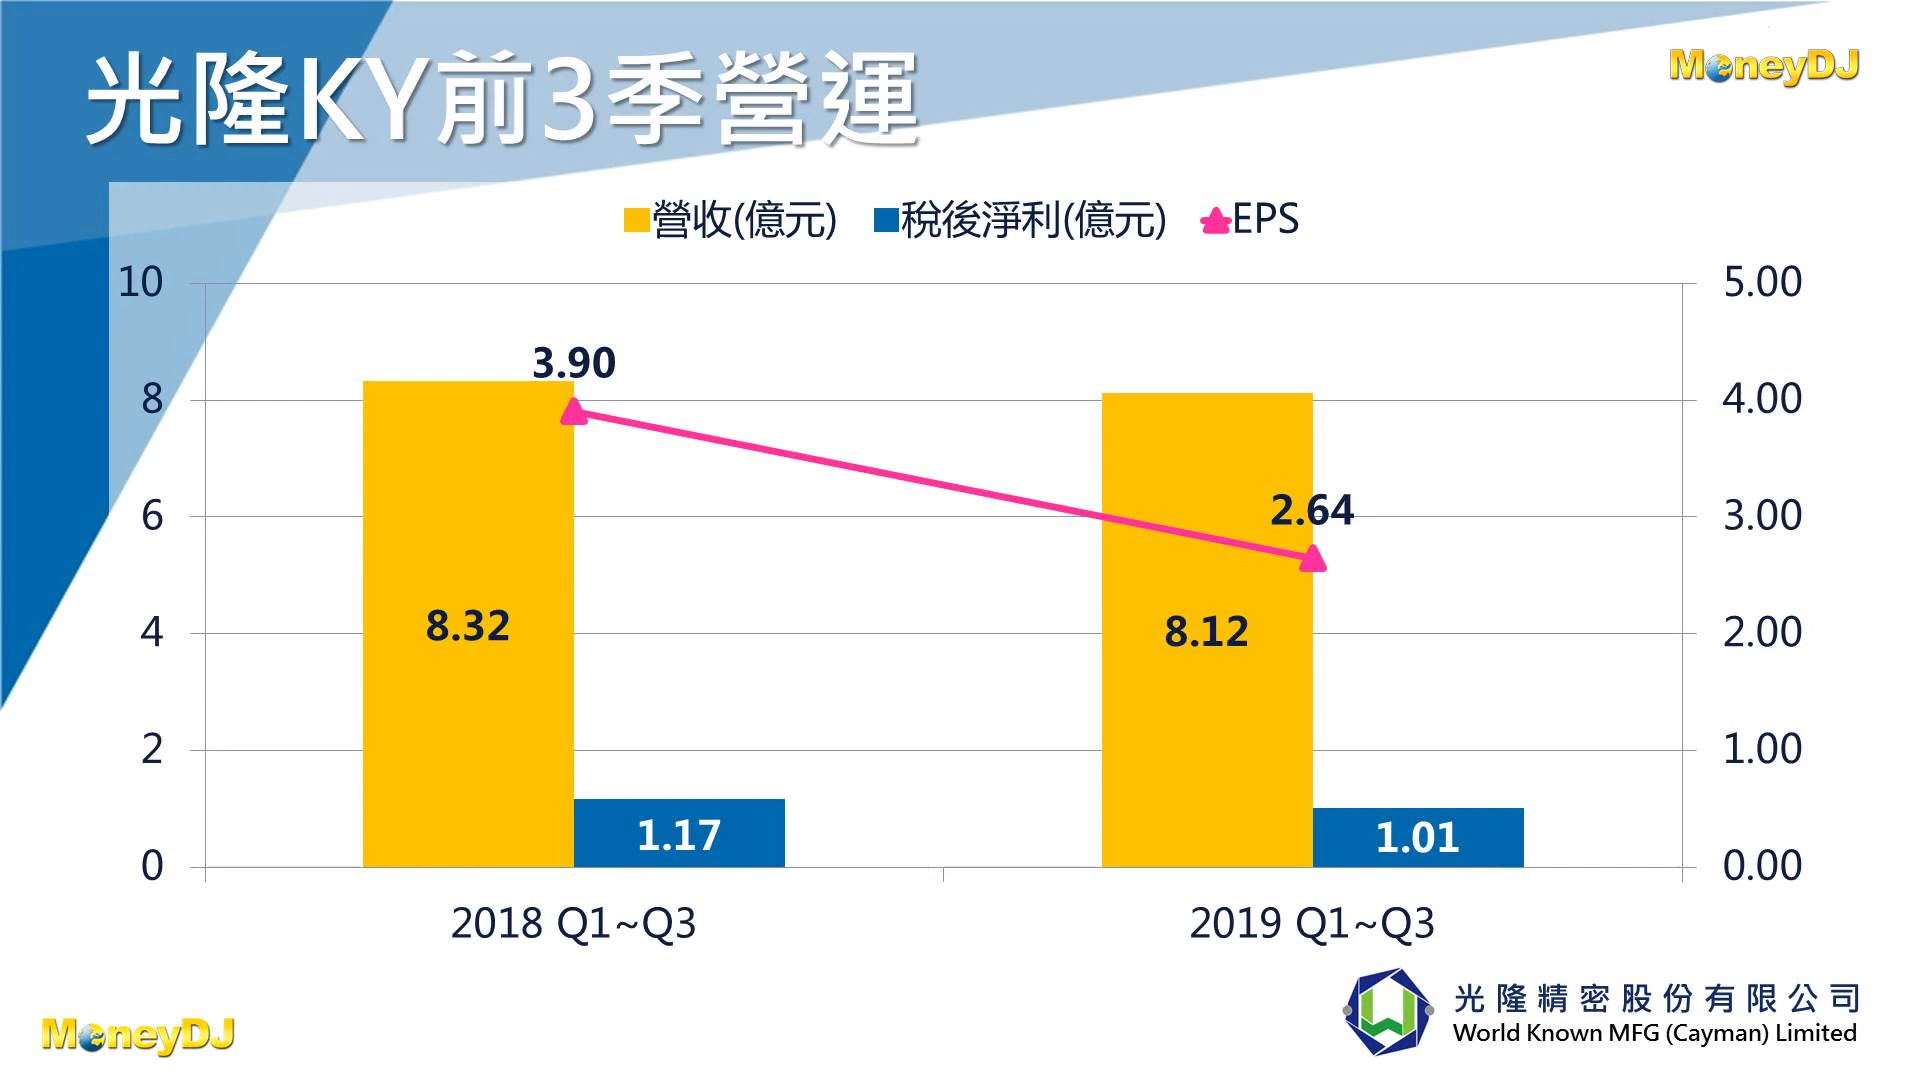 光隆KY前3季營運
MoneyDJ
營收(億元) 稅後淨利(億元) EPS
10 5.00
3.90
8 4.00
6 2.64 3.00
8.32 8.12
4 2.00
2 1.00
1.17 1.01
0 0.00
2018 Q1~Q3 2019 Q1~Q3
光隆精密股份有限公司
World Known MFG (Cayman) Limited
MoneyDJ